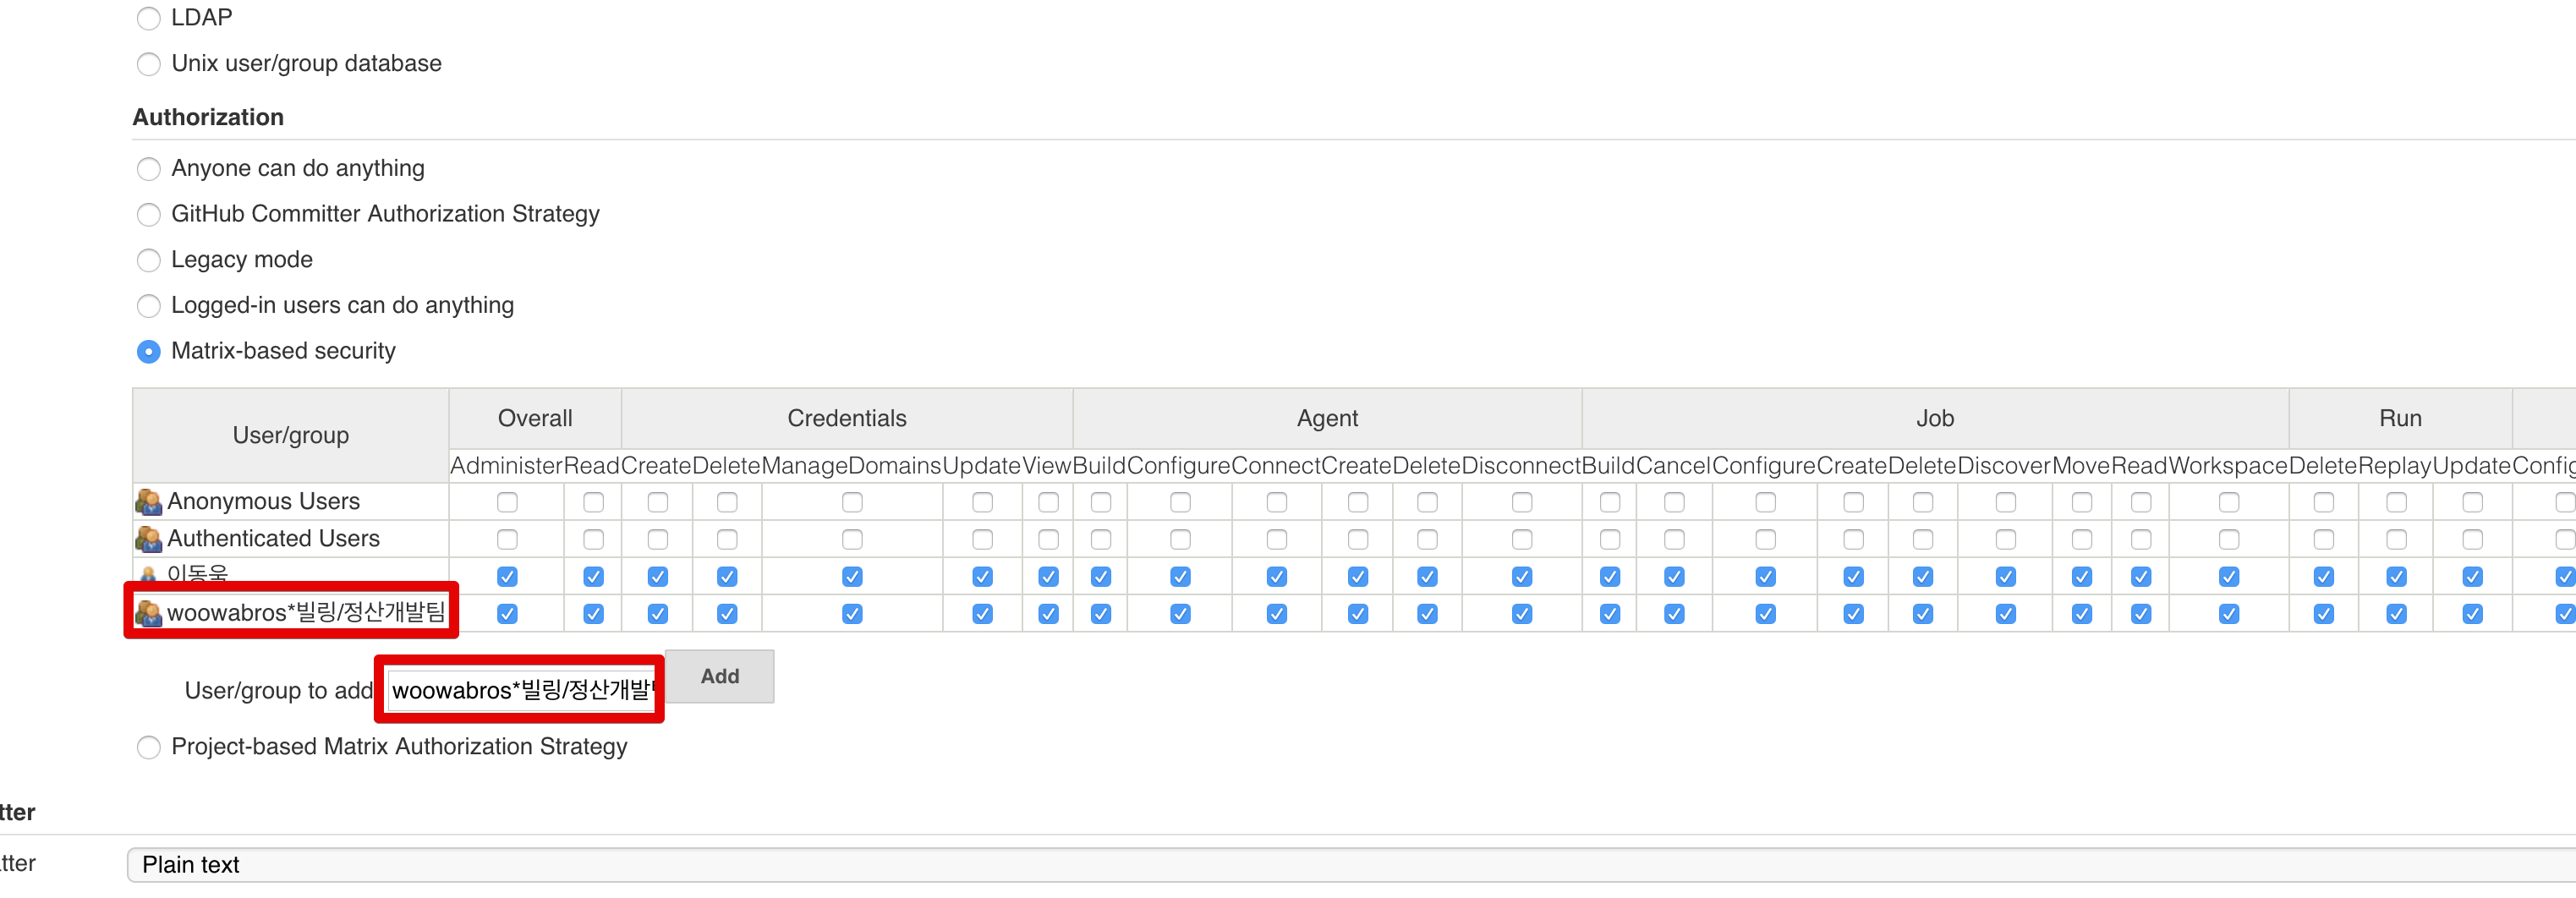 LDAP
Unix user/group database
Authorization
Anyone can do anything
GitHub Committer Authorization Strategy
Legacy mode
Logged-in users can do anything
Matrix-based security
User/group Overall Credentials Agent Job Run
Administer Read Create Delete ManageDomains Update View Build Configure Connect Create Delete Disconnect Build Cancel Configure Create Delete Discover Move Read Workspace Delete Replay Update Config
Anonymous Users
Authenticated Users
이동욱
woowabros*빌링/정산개발팀
User/group to add woowabros*빌링/정산개발 Add
Project-based Matrix Authorization Strategy
tter
tter Plain text